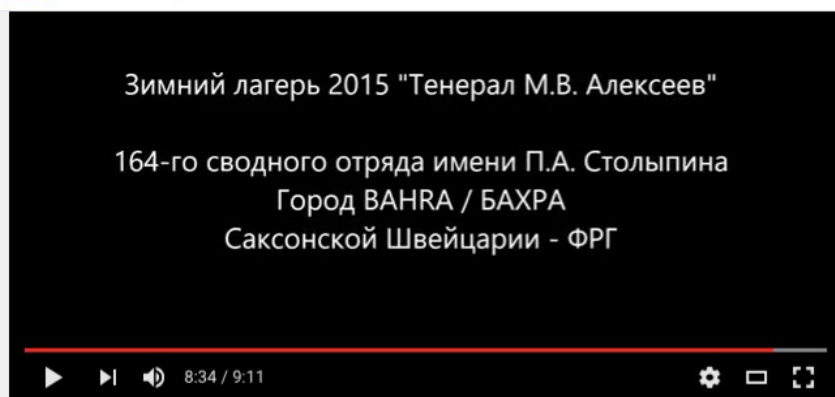 Зимний лагерь 2015 "Тенерал М.В. Алексеев"
164-го сводного отряда имени П.А. Столыпина
Город BAHRA / БАХРА
Саксонской Швейцарии - ФРГ
8:34 / 9:11